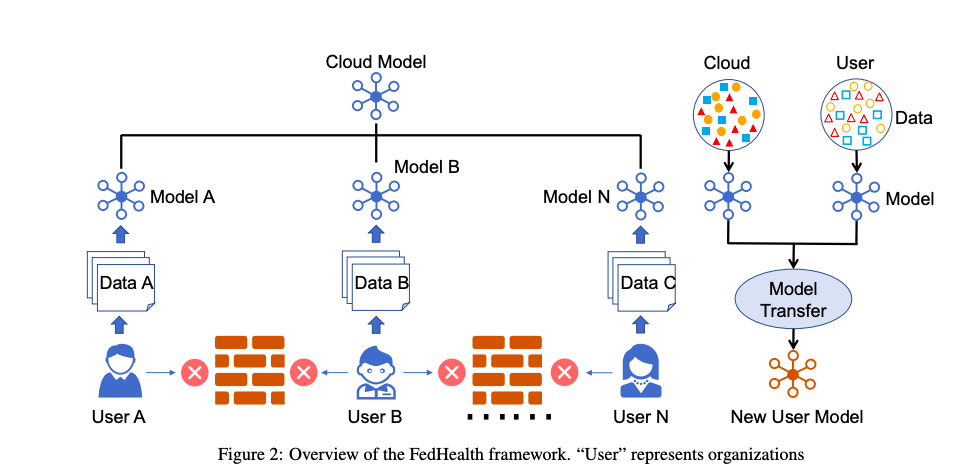 Cloud Model
Cloud
User
Data
Model A
Model B
Model N
Model
Data A
Data B
Data C
Model
Transfer
User A
User B
......
User N
New User Model
Figure 2: Overview of the FedHealth framework. “User” represents organizations